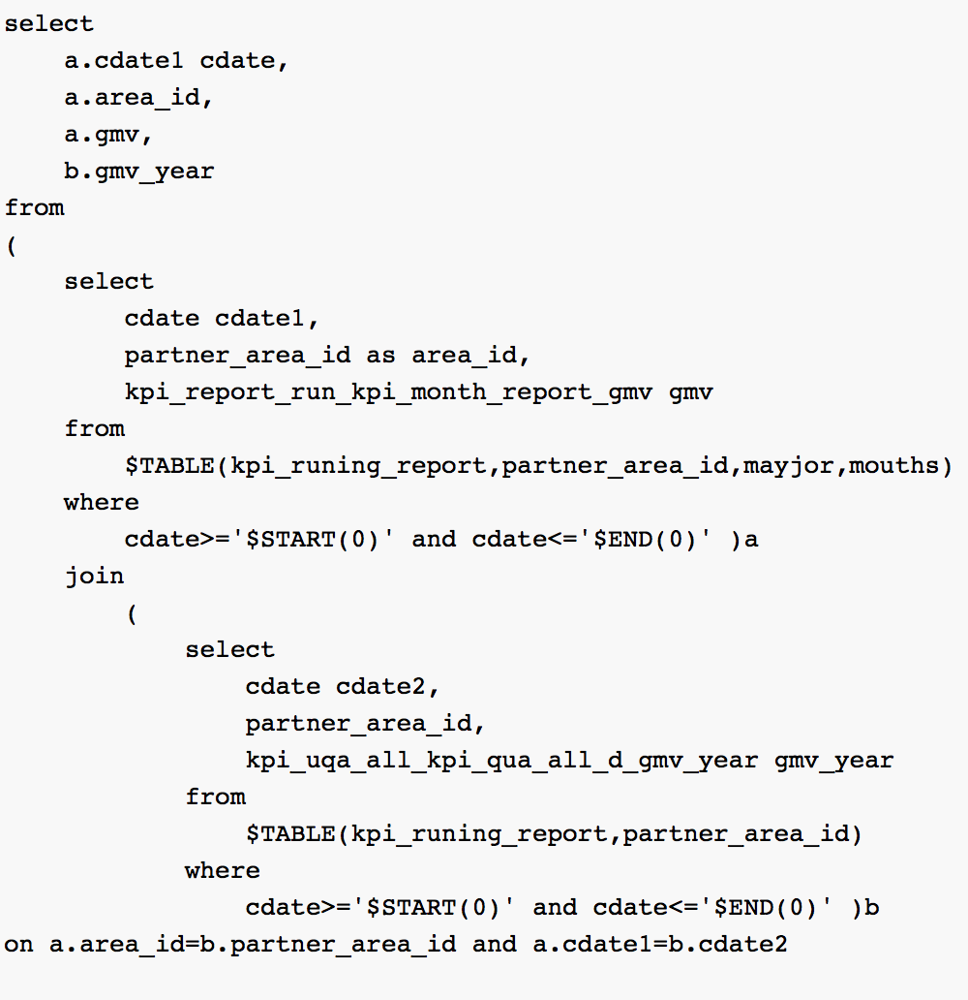 select
a.cdate1 cdate,
a.area_id,
a.gmv,
b.gmv_year
from
(
select
cdate cdate1,
partner_area_id as area_id,
kpi_report_run_kpi_month_report_gmv gmv
from
$TABLE(kpi_runing_report,partner_area_id,mayjor,mouths)
where
cdate>='$START(0)' and cdate<='$END(0)' )a
join
(
select
cdate cdate2,
partner_area_id,
kpi_uqa_all_kpi_qua_all_d_gmv_year gmv_year
from
$TABLE(kpi_runing_report,partner_area_id)
where
cdate>='$START(0)' and cdate<='$END(0)' )b
on a.area_id=b.partner_area_id and a.cdate1=b.cdate2